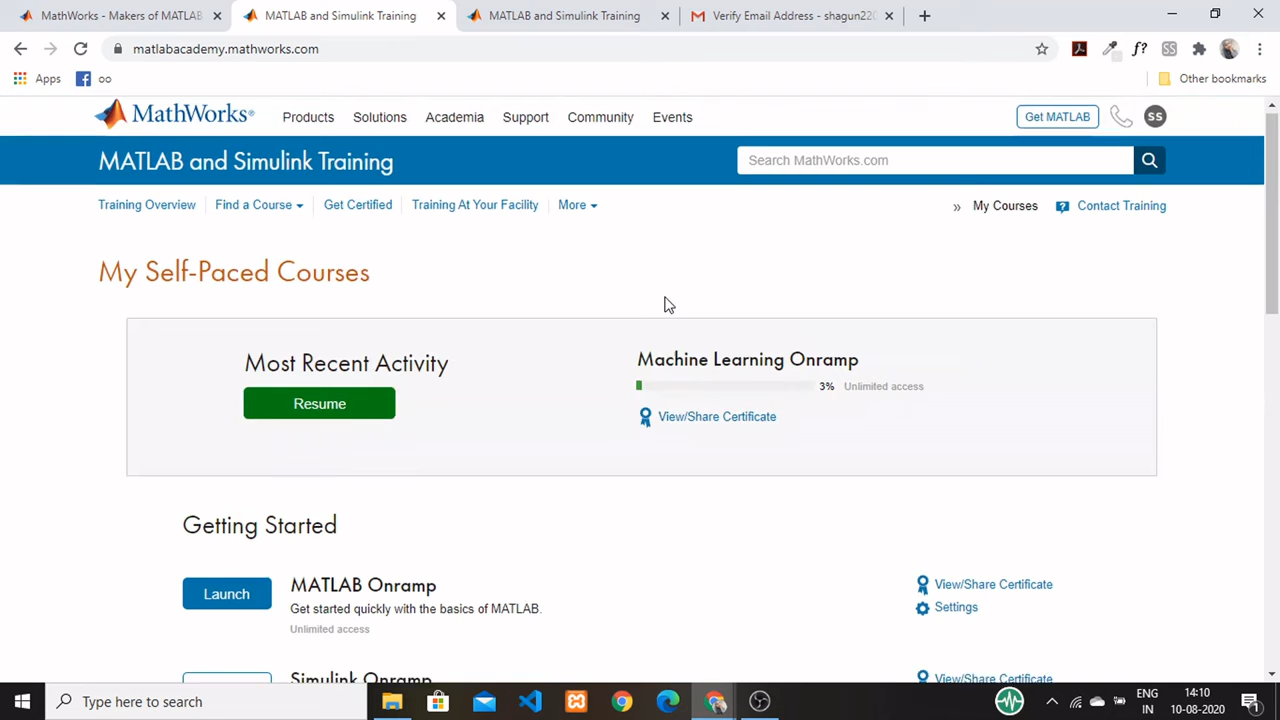 MathWorks - Makers of MATLAB
MATLAB and Simulink Training
MATLAB and Simulink Training
Verify Email Address - shagun220
matlabacademy.mathworks.com
f?
SS
Apps
oo
Other bookmarks
MathWorks®
Products
Solutions
Academia
Support
Community
Events
Get MATLAB
SS
MATLAB and Simulink Training
Search MathWorks.com
Training Overview
Find a Course
Get Certified
Training At Your Facility
More
» My Courses
Contact Training
My Self-Paced Courses
Most Recent Activity
Resume
Machine Learning Onramp
3% Unlimited access
View/Share Certificate
Getting Started
Launch
MATLAB Onramp
Get started quickly with the basics of MATLAB.
Unlimited access
View/Share Certificate
Settings
Simulink Onramp
View/Share Certificate
Type here to search
ENG
IN
14:10
10-08-2020
1